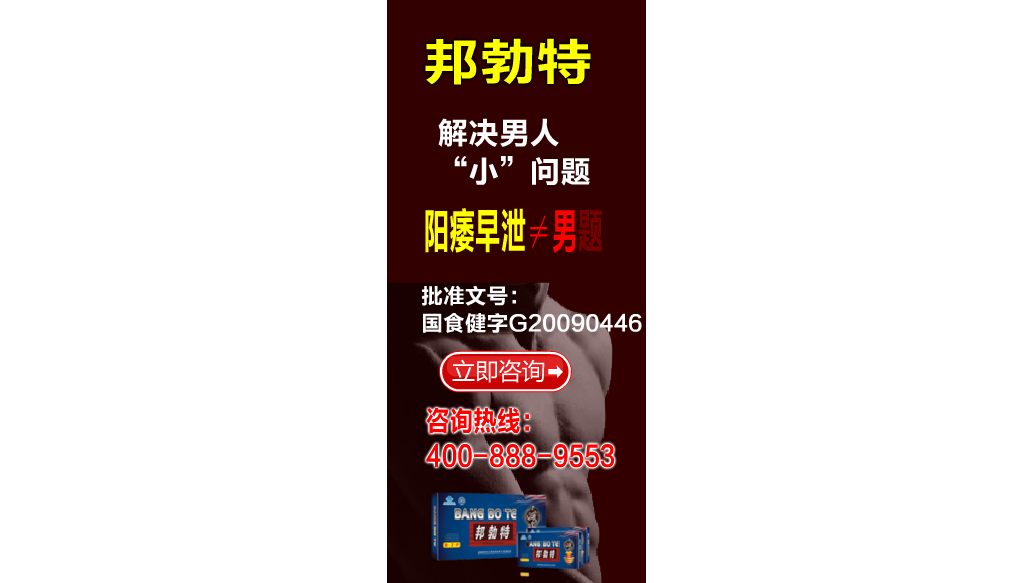 邦勃特
解决男人
“小”问题
阳痿早泄≠男题
批准文号：
国食健字G20090446
立即咨询
咨询热线：
400-888-9553
BANG BO TE
邦勃特
ANG BO TE
邦勃特